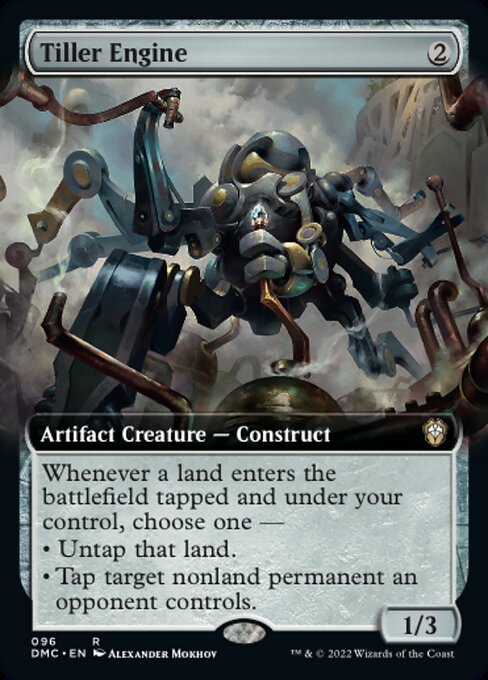 Tiller Engine 2
Artifact Creature — Construct
Whenever a land enters the
battlefield tapped and under your
control, choose one —
• Untap that land.
• Tap target nonland permanent an
opponent controls.
1/3
096 R
DMC • EN Alexander Mokhov
™ & © 2022 Wizards of the Coast